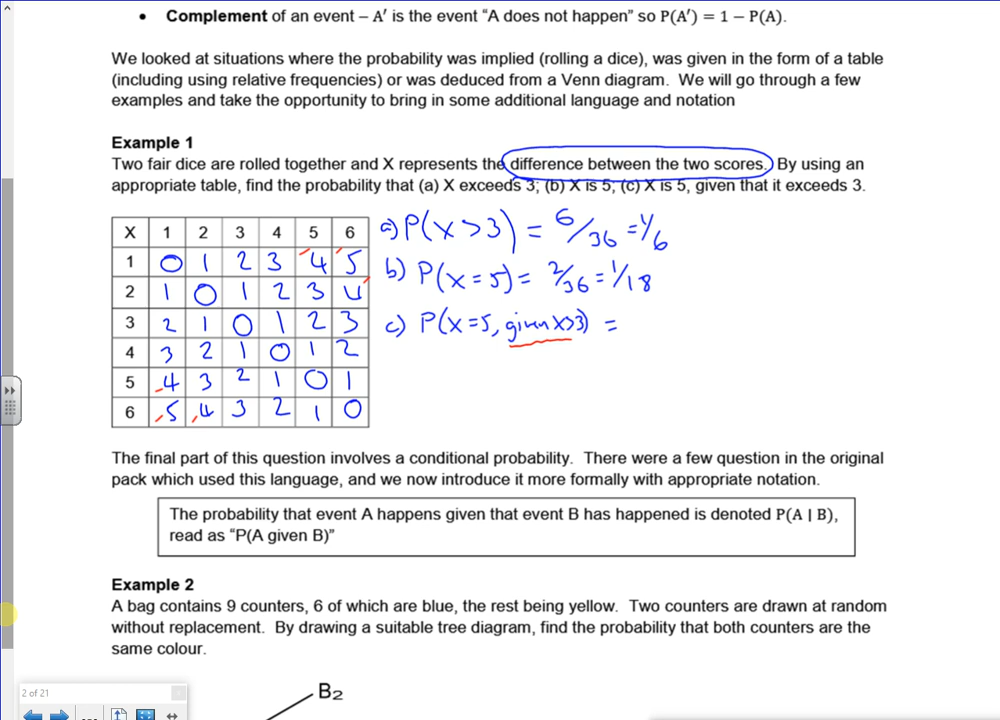 • Complement of an event – A′ is the event “A does not happen” so P(A′) = 1 – P(A).
We looked at situations where the probability was implied (rolling a dice), was given in the form of a table
(including using relative frequencies) or was deduced from a Venn diagram. We will go through a few
examples and take the opportunity to bring in some additional language and notation
Example 1
Two fair dice are rolled together and X represents the difference between the two scores. By using an
appropriate table, find the probability that (a) X exceeds 3; (b) X is 5; (c) X is 5, given that it exceeds 3.
X 1 2 3 4 5 6
1 0 1 2 3 4 5
2 1 0 1 2 3 4
3 2 1 0 1 2 3
4 3 2 1 0 1 2
5 4 3 2 1 0 1
6 5 4 3 2 1 0
a) P(X > 3) = 6/36 = 1/6
b) P(X = 5) = 2/36 = 1/18
c) P(X=5, given X>3) =
The final part of this question involves a conditional probability. There were a few question in the original
pack which used this language, and we now introduce it more formally with appropriate notation.
The probability that event A happens given that event B has happened is denoted P(A | B),
read as “P(A given B)”
Example 2
A bag contains 9 counters, 6 of which are blue, the rest being yellow. Two counters are drawn at random
without replacement. By drawing a suitable tree diagram, find the probability that both counters are the
same colour.
B2
2 of 21